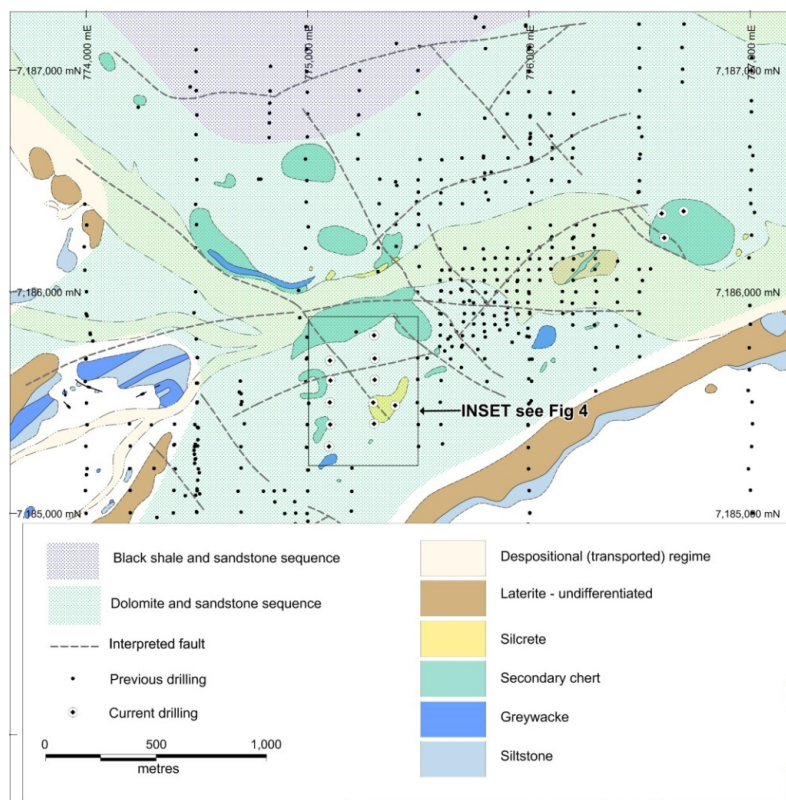 774,000 mE
775,000 mE
776,000 mE
777,000 mE
7,187,000 mN
7,187,000 mN
7,186,000 mN
7,186,000 mN
INSET see Fig 4
7,185,000 mN
7,185,000 mN
Black shale and sandstone sequence
Dolomite and sandstone sequence
Interpreted fault
Previous drilling
Current drilling
0 500 1,000
metres
Despositional (transported) regime
Laterite - undifferentiated
Silcrete
Secondary chert
Greywacke
Siltstone